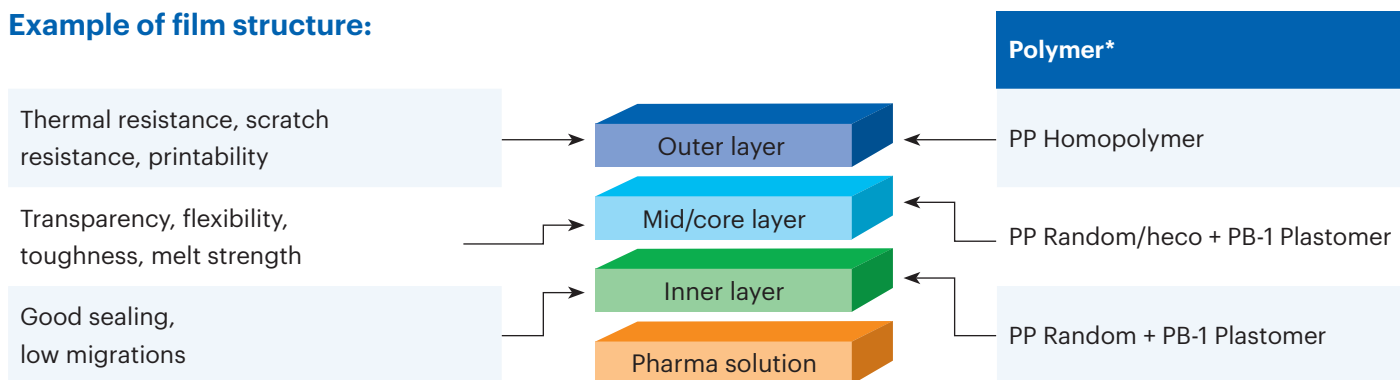 Example of film structure:
Polymer*
Thermal resistance, scratch
resistance, printability
Outer layer
PP Homopolymer
Transparency, flexibility,
toughness, melt strength
Mid/core layer
PP Random/heco + PB-1 Plastomer
Good sealing,
low migrations
Inner layer
PP Random + PB-1 Plastomer
Pharma solution